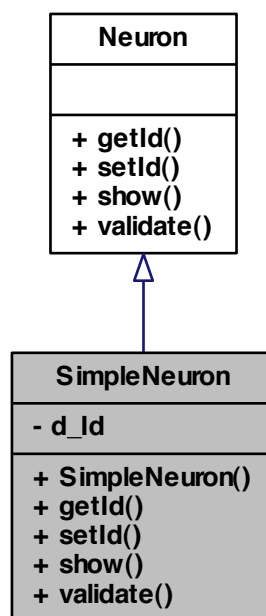 Neuron
+ getId()
+ setId()
+ show()
+ validate()
SimpleNeuron
- d_Id
+ SimpleNeuron()
+ getId()
+ setId()
+ show()
+ validate()